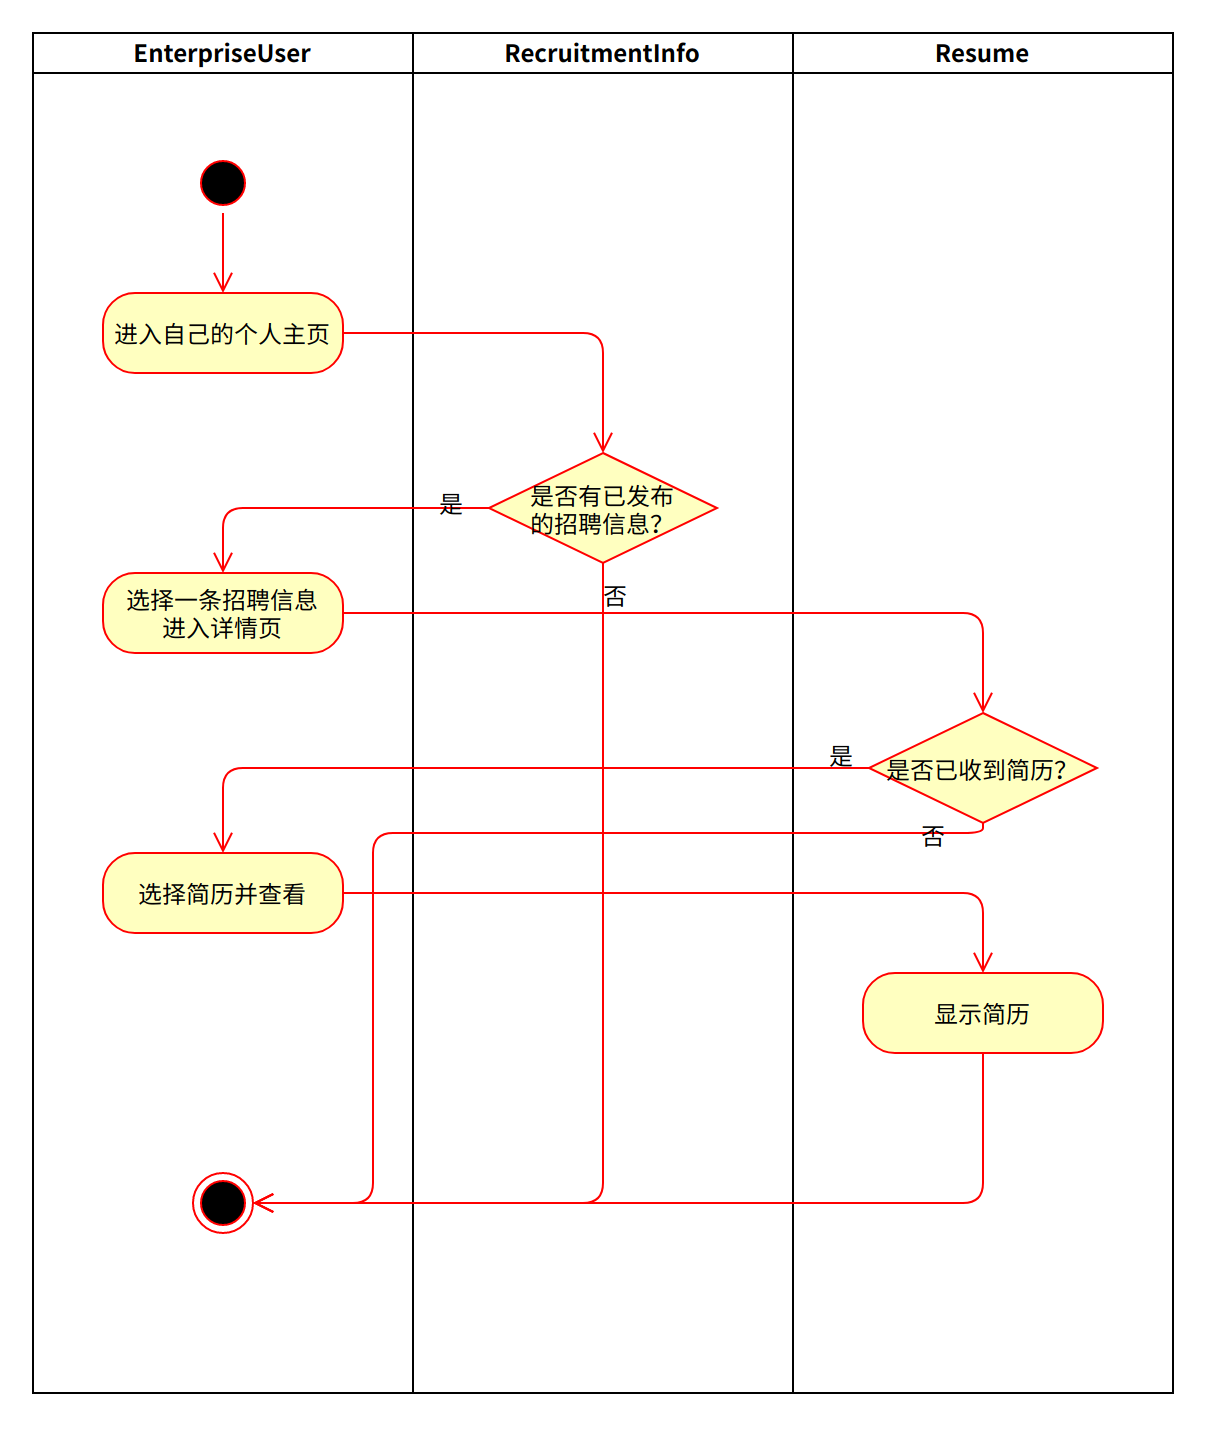 EnterpriseUser
RecruitmentInfo
Resume
进入自己的个人主页
是否有已发布
的招聘信息？
是
否
选择一条招聘信息
进入详情页
是否已收到简历？
是
否
选择简历并查看
显示简历